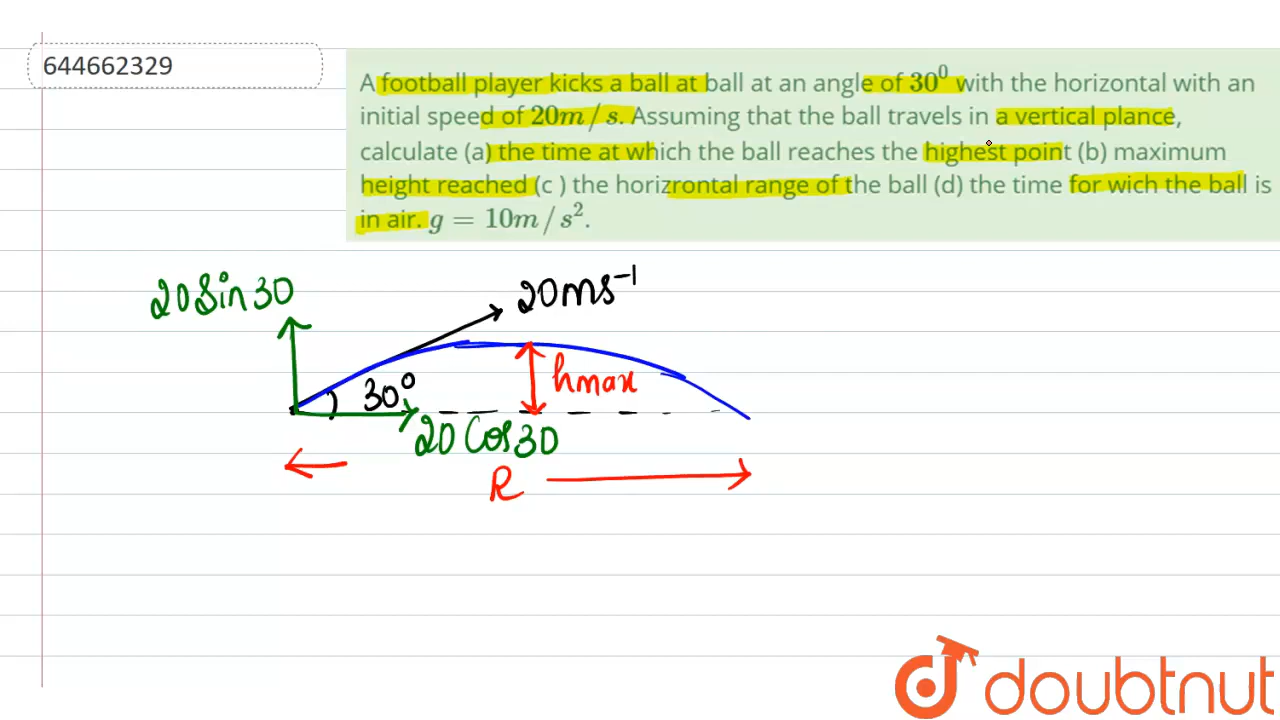 644662329
A football player kicks a ball at ball at an angle of 30⁰ with the horizontal with an
initial speed of 20m/s. Assuming that the ball travels in a vertical plance,
calculate (a) the time at which the ball reaches the highest point (b) maximum
height reached (c ) the horizrontal range of the ball (d) the time for wich the ball is
in air. g = 10m/s².
20 Sin 30
20ms⁻¹
30°
hmax
20 Cos 30
R
doubtnut